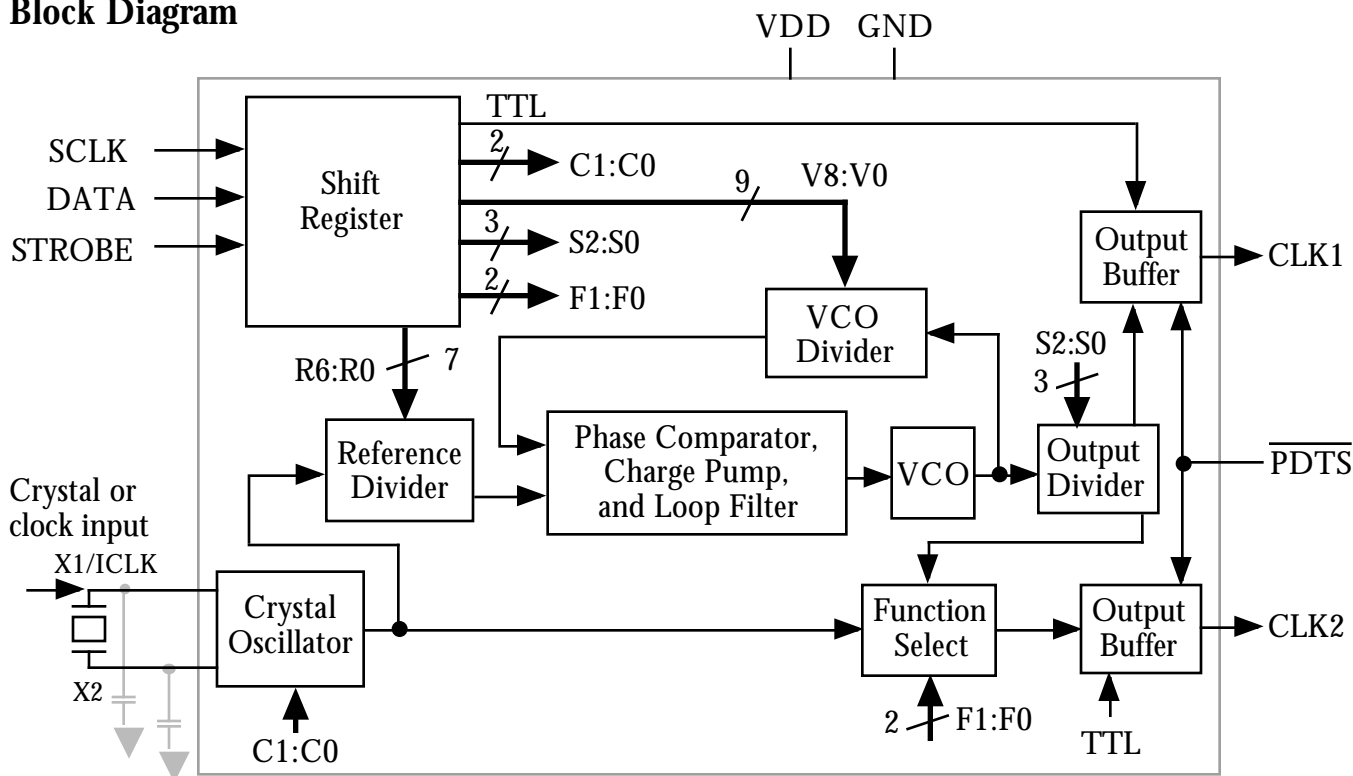 Block Diagram
VDD GND
TTL
SCLK
DATA
STROBE
Shift
Register
2
C1:C0
9
V8:V0
3
S2:S0
2
F1:F0
R6:R0
7
VCO
Divider
Output
Buffer
CLK1
S2:S0
3
Reference
Divider
Phase Comparator,
Charge Pump,
and Loop Filter
VCO
Output
Divider
PDTS
Crystal or
clock input
X1/ICLK
X2
Crystal
Oscillator
C1:C0
Function
Select
2
F1:F0
Output
Buffer
CLK2
TTL